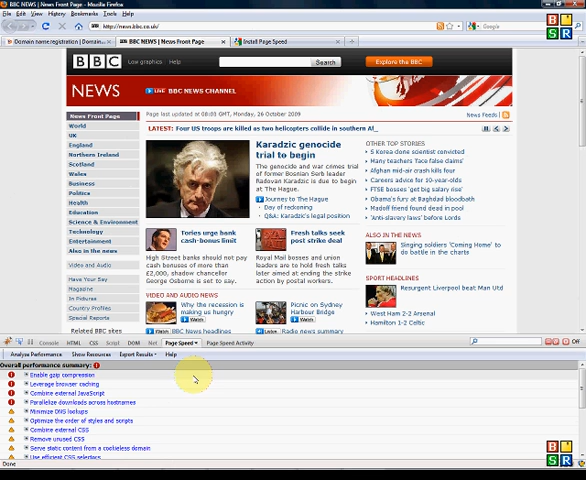 BBC NEWS | News Front Page - Mozilla Firefox
File Edit View History Bookmarks Tools Help
http://news.bbc.co.uk/
Google
Domain name registration | Domain...
BBC NEWS | News Front Page
Install Page Speed
BBC
Low graphics Help
Search
Explore the BBC
NEWS
LIVE BBC NEWS CHANNEL
News Front Page
World
UK
England
Northern Ireland
Scotland
Wales
Business
Politics
Health
Education
Science & Environment
Technology
Entertainment
Also in the news
Video and Audio
Have Your Say
Magazine
In Pictures
Country Profiles
Special Reports
Related BBC sites
Page last updated at 08:05 GMT, Monday, 26 October 2009
News Feeds
LATEST: Four US troops are killed as two helicopters collide in southern Af_
Karadzic genocide
trial to begin
The genocide and war crimes
trial of former Bosnian Serb leader
Radovan Karadzic is due to begin
at The Hague.
Journey to The Hague
Day of reckoning
Q&A: Karadzic's legal position
Tories urge bank
cash-bonus limit
High Street banks should not pay
cash bonuses of more than
£2,000, shadow chancellor
George Osborne is set to say.
Fresh talks seek
post strike deal
Royal Mail bosses and union
leaders are to hold fresh talks
later aimed at ending the strike
action by postal workers.
VIDEO AND AUDIO NEWS
Why the recession is
making us hungry
Watch
Picnic on Sydney
Harbour Bridge
Watch
BBC News headlines
Radio news summary
OTHER TOP STORIES
S Korea clone scientist convicted
Many teachers 'face false claims'
Afghan mid-air crash kills four
Careers advice for 10-year-olds
FTSE bosses 'get big salary rise'
Obama's fury at Baghdad bloodbath
Madoff friend found dead in pool
'Anti-slavery laws' before Lords
ALSO IN THE NEWS
Singing soldiers 'Coming Home' to
do battle in the charts
SPORT HEADLINES
Resurgent Liverpool beat Man Utd
West Ham 2-2 Arsenal
Hamilton 1-2 Celtic
Console HTML CSS Script DOM Net Page Speed Page Speed Activity
Off
Analyze Performance Show Resources Export Results Help
Overall performance summary:
Enable gzip compression
Leverage browser caching
Combine external JavaScript
Parallelize downloads across hostnames
Minimize DNS lookups
Optimize the order of styles and scripts
Combine external CSS
Remove unused CSS
Serve static content from a cookieless domain
Use efficient CSS selectors
Done
B
SR
B
SR